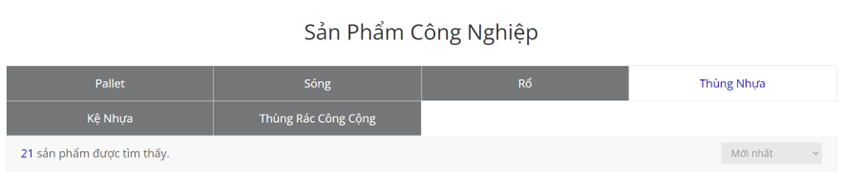 Sản Phẩm Công Nghiệp
Pallet Sóng Rổ Thùng Nhựa
Kệ Nhựa Thùng Rác Công Cộng
21 sản phẩm được tìm thấy. Mới nhất